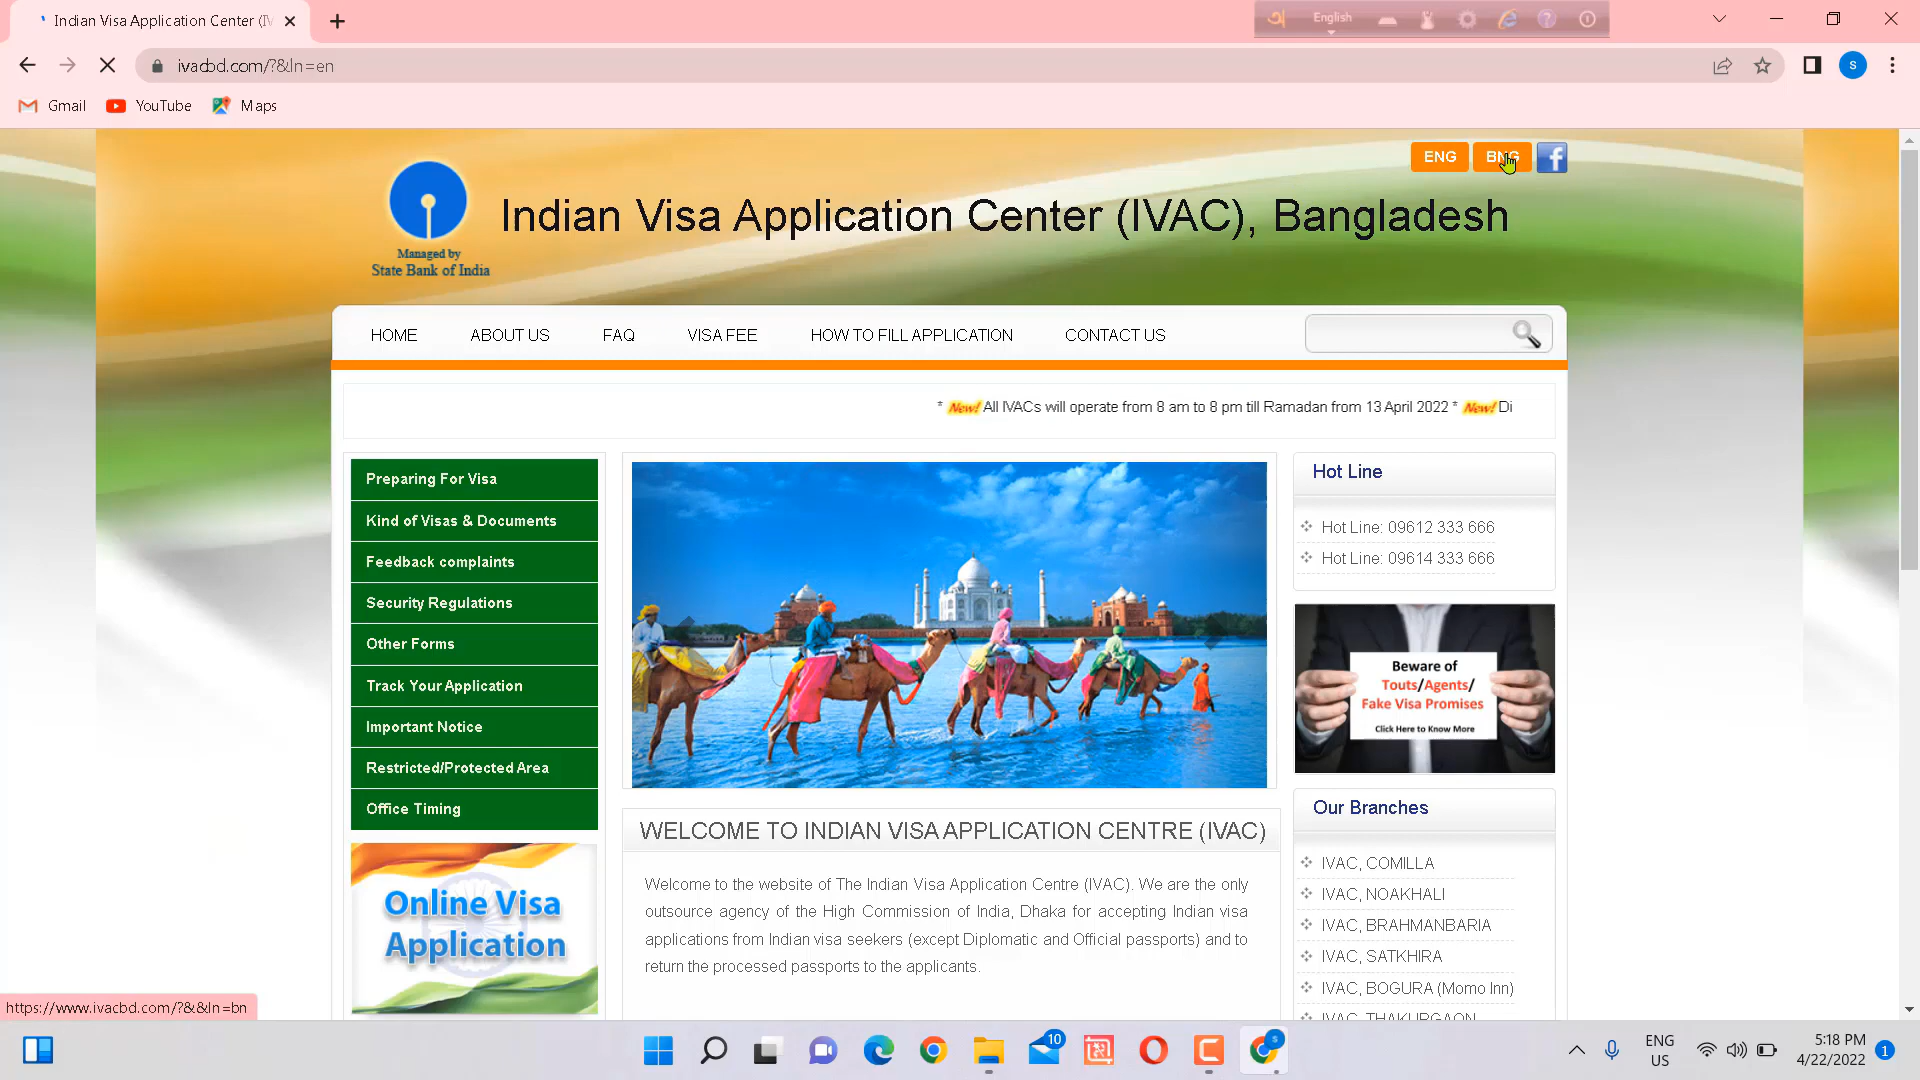 Indian Visa Application Center (IV
English
ivacbd.com/?&ln=en
S
Gmail
YouTube
Maps
ENG
BNG
f
Managed by
State Bank of India
Indian Visa Application Center (IVAC), Bangladesh
HOME
ABOUT US
FAQ
VISA FEE
HOW TO FILL APPLICATION
CONTACT US
* New! All IVACs will operate from 8 am to 8 pm till Ramadan from 13 April 2022 * New! Di
Preparing For Visa
Kind of Visas & Documents
Feedback complaints
Security Regulations
Other Forms
Track Your Application
Important Notice
Restricted/Protected Area
Office Timing
Online Visa
Application
Hot Line
Hot Line: 09612 333 666
Hot Line: 09614 333 666
Beware of
Touts/Agents/
Fake Visa Promises
Click Here to Know More
Our Branches
IVAC, COMILLA
IVAC, NOAKHALI
IVAC, BRAHMANBARIA
IVAC, SATKHIRA
IVAC, BOGURA (Momo Inn)
IVAC, THAKURGAON
WELCOME TO INDIAN VISA APPLICATION CENTRE (IVAC)
Welcome to the website of The Indian Visa Application Centre (IVAC). We are the only
outsource agency of the High Commission of India, Dhaka for accepting Indian visa
applications from Indian visa seekers (except Diplomatic and Official passports) and to
return the processed passports to the applicants.
https://www.ivacbd.com/?&&ln=bn
10
ENG
US
5:18 PM
4/22/2022
1